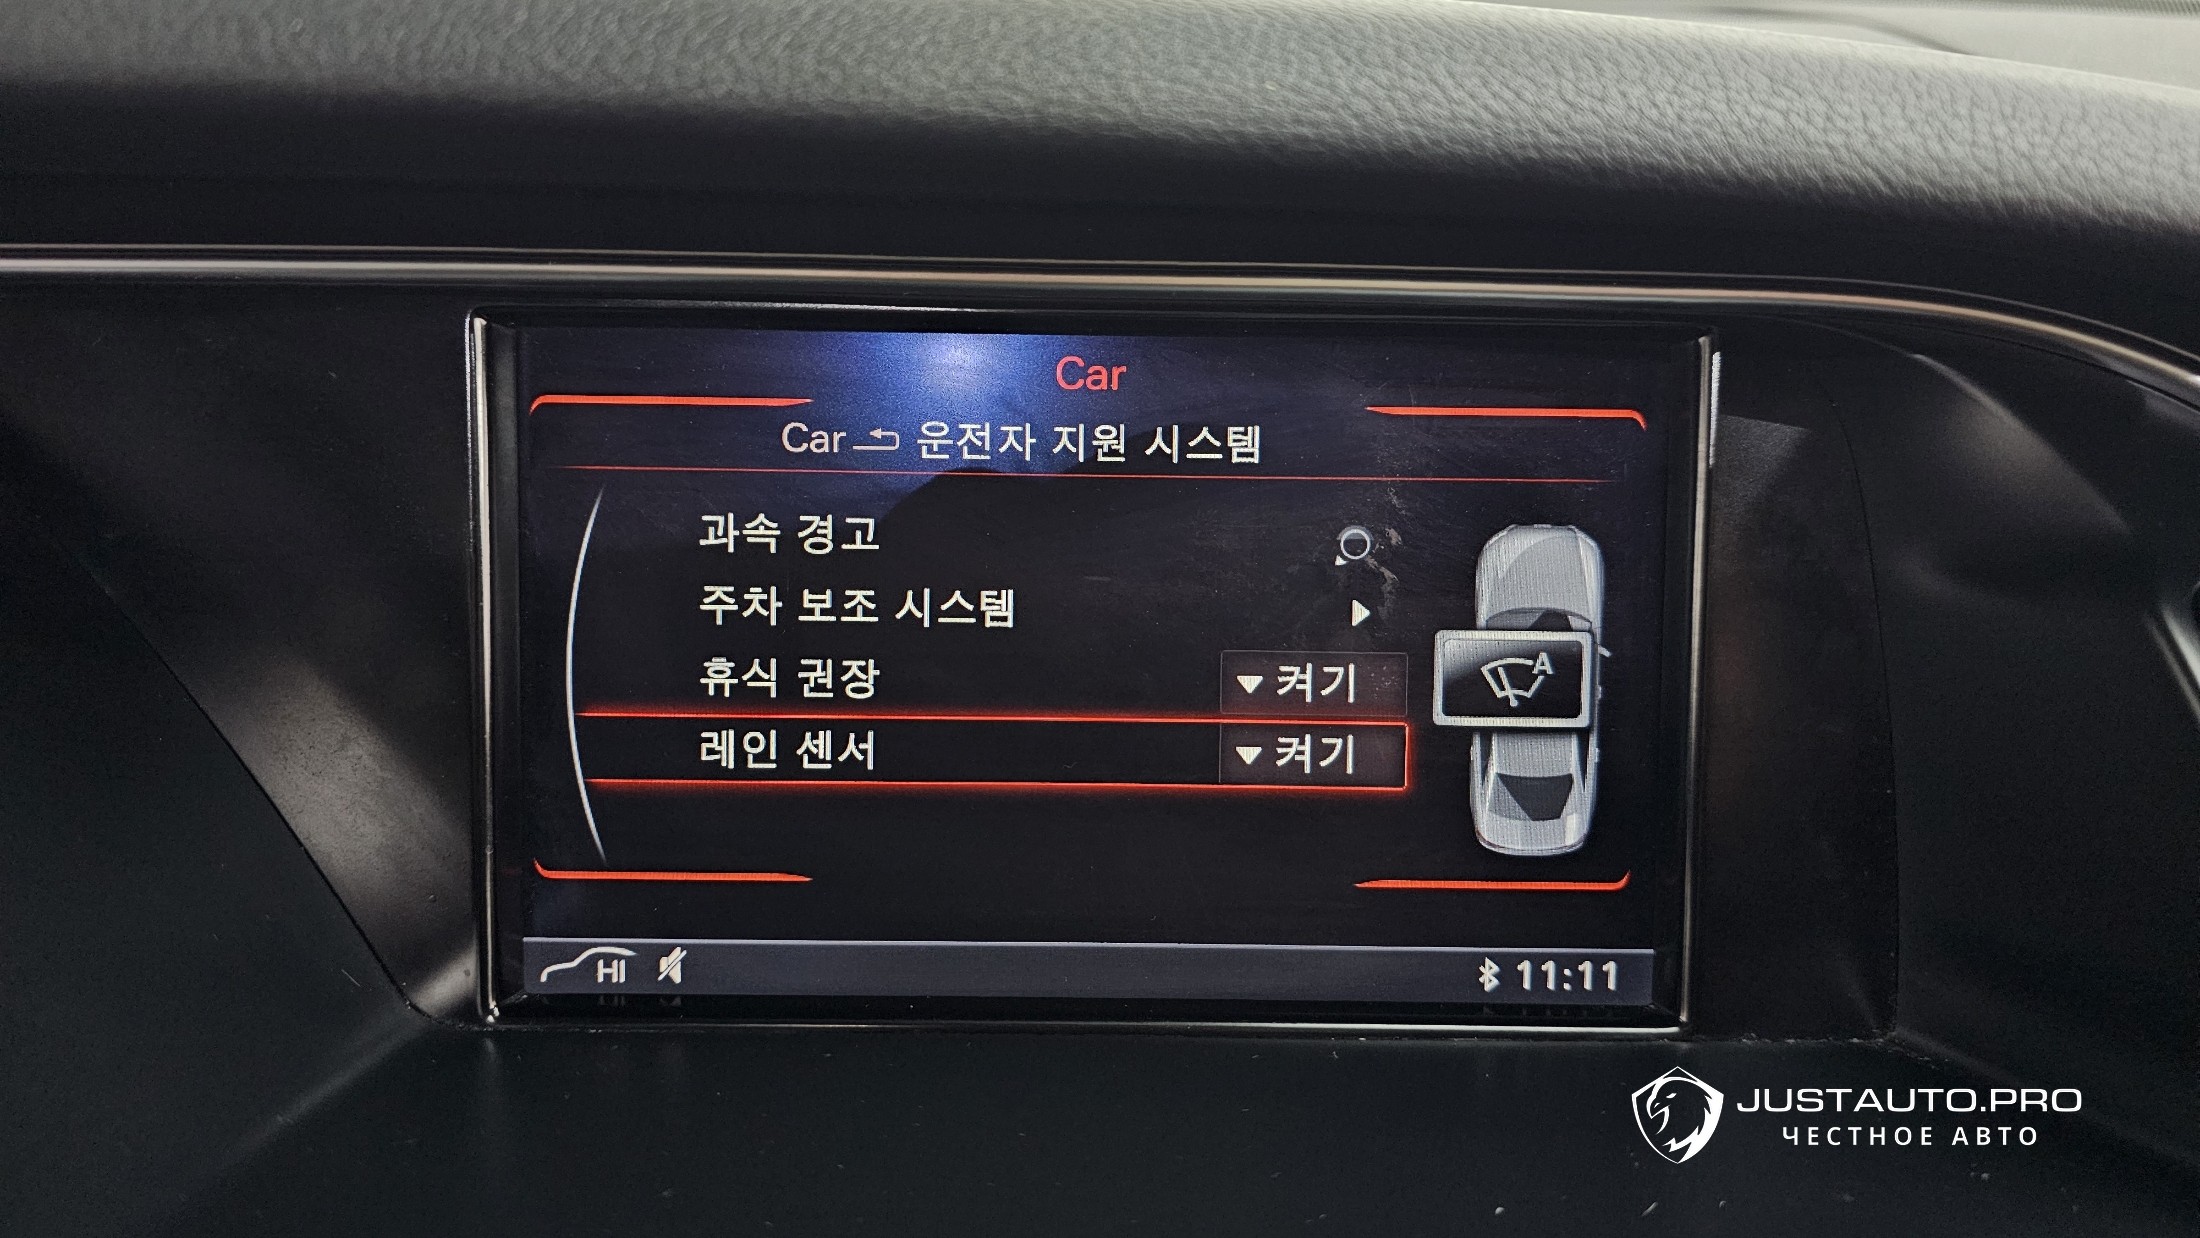 Car
Car 운전자 지원 시스템
과속 경고
주차 보조 시스템
휴식 권장 켜기
A
레인 센서 켜기
HI 11:11
JUSTAUTO.PRO
ЧЕСТНОЕ АВТО